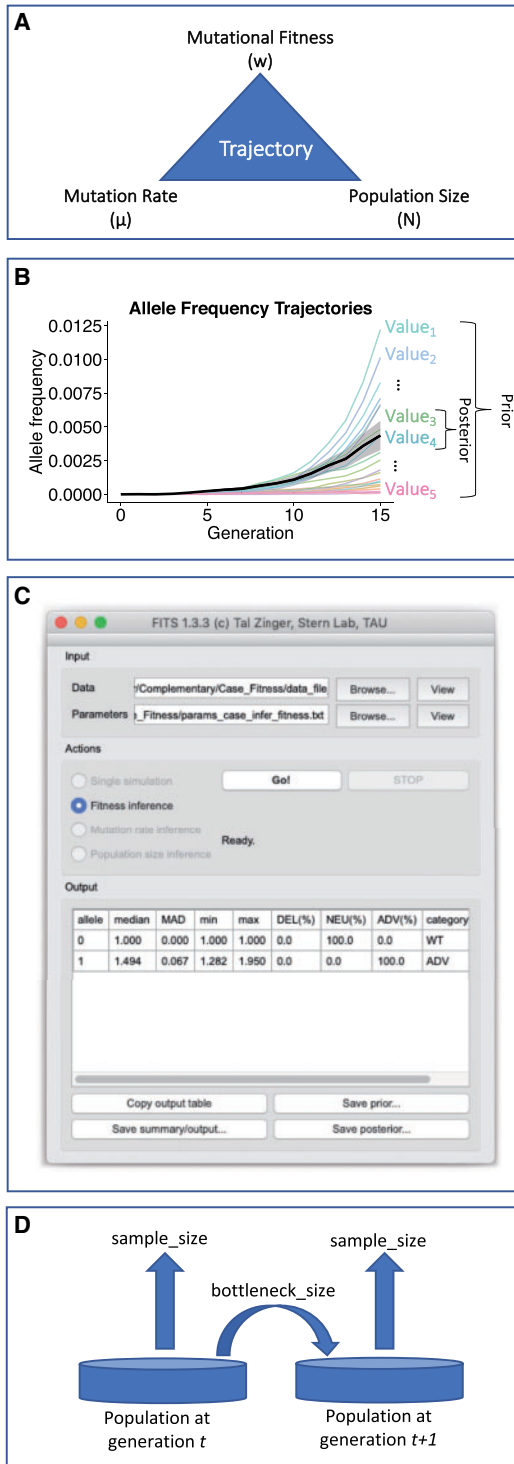 A
Mutational Fitness
(w)
Trajectory
Mutation Rate
(μ)
Population Size
(N)
B
Allele Frequency Trajectories
Allele frequency
0.0125
0.0100
0.0075
0.0050
0.0025
0.0000
0 5 10 15
Generation
Value1
Value2
...
Value3
Value4
...
Value5
Posterior
Prior
C
FITS 1.3.3 (c) Tal Zinger, Stern Lab, TAU
Input
Data /Complementary/Case_Fitness/data_file Browse... View
Parameters _Fitness/params_case_infer_fitness.txt Browse... View
Actions
Single simulation Go! STOP
Fitness inference
Mutation rate inference
Ready.
Population size inference
Output
allele median MAD min max DEL(%) NEU(%) ADV(%) category
0 1.000 0.000 1.000 1.000 0.0 100.0 0.0 WT
1 1.494 0.067 1.282 1.950 0.0 0.0 100.0 ADV
Copy output table Save prior...
Save summary/output... Save posterior...
D
sample_size sample_size
bottleneck_size
Population at
generation t
Population at
generation t+1